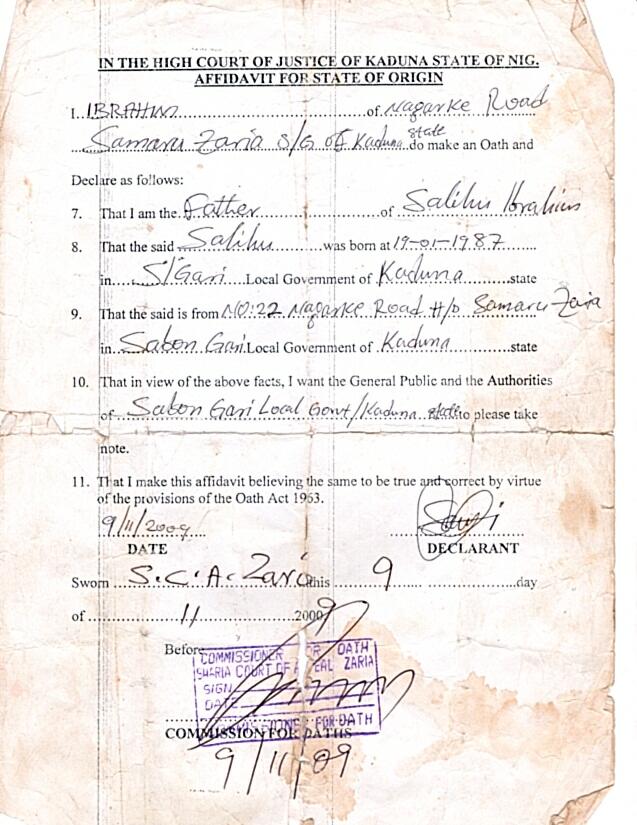 IN THE HIGH COURT OF JUSTICE OF KADUNA STATE OF NIG.
AFFIDAVIT FOR STATE OF ORIGIN
I. IBRAHIM of Nagarke Road
Samaru Zaria S/G of Kaduna state do make an Oath and
Declare as follows:
7. That I am the Father of Salihu Ibrahim
8. That the said Salihu was born at 19-01-1987
in S/Gari Local Government of Kaduna state
9. That the said is from NO:22 Nagarke Road H/D Samaru Zaria
in Sabon Gari Local Government of Kaduna state
10. That in view of the above facts, I want the General Public and the Authorities
of Sabon Gari Local Govt/Kaduna state to please take
note.
11. That I make this affidavit believing the same to be true and correct by virtue
of the provisions of the Oath Act 1963.
9/11/2009
DATE DECLARANT
Sworn S.C.A. Zaria this 9 day
of 11 2009
Before
COMMISSIONER FOR OATH
SHARIA COURT OF APPEAL ZARIA
SIGN
DATE
FOR OATH
COMMISSION FOR OATHS
9/11/09